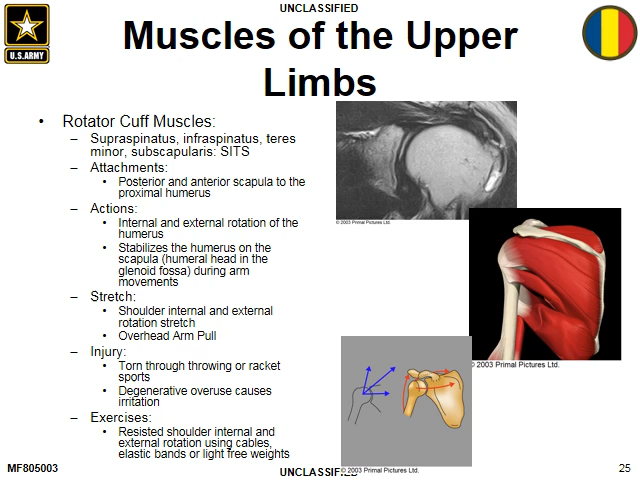 UNCLASSIFIED
U.S.ARMY
Muscles of the Upper
Limbs
• Rotator Cuff Muscles:
– Supraspinatus, infraspinatus, teres
minor, subscapularis: SITS
– Attachments:
• Posterior and anterior scapula to the
proximal humerus
– Actions:
• Internal and external rotation of the
humerus
• Stabilizes the humerus on the
scapula (humeral head in the
glenoid fossa) during arm
movements
– Stretch:
• Shoulder internal and external
rotation stretch
• Overhead Arm Pull
– Injury:
• Torn through throwing or racket
sports
• Degenerative overuse causes
irritation
– Exercises:
• Resisted shoulder internal and
external rotation using cables,
elastic bands or light free weights
© 2003 Primal Pictures Ltd.
© 2003 Primal Pictures Ltd.
© 2003 Primal Pictures Ltd.
MF805003
UNCLASSIFIED
25